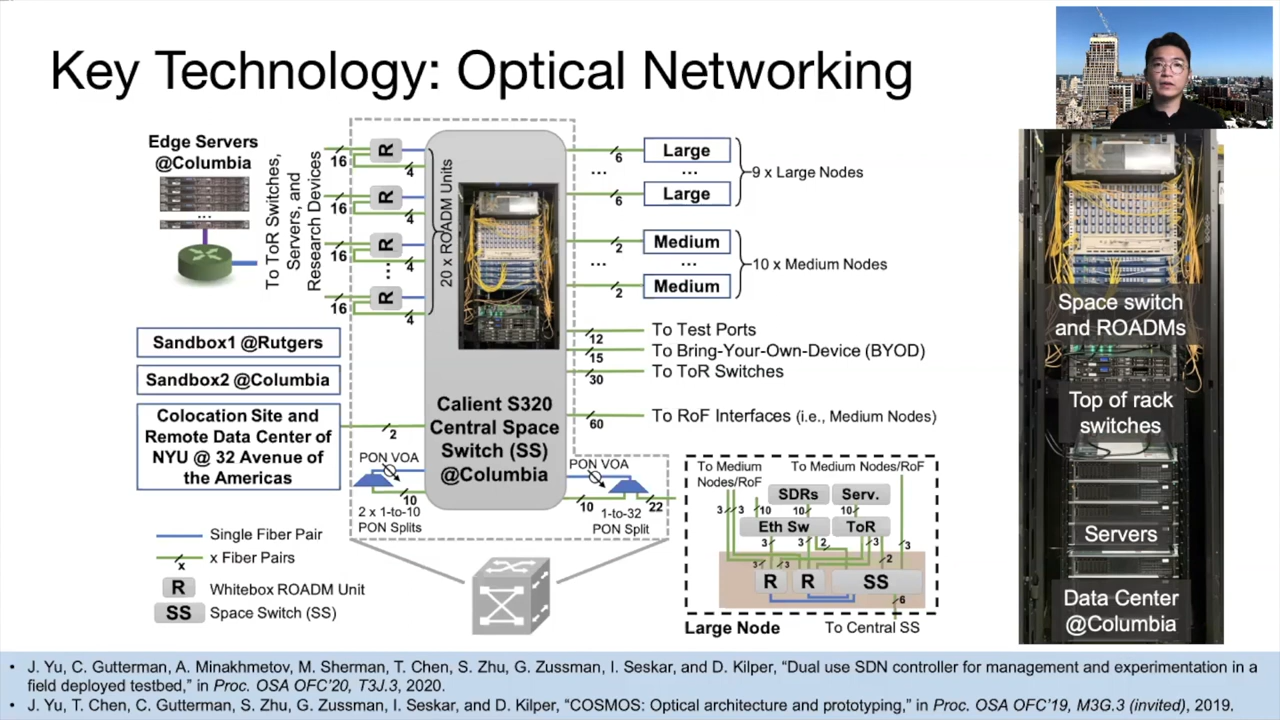 Key Technology: Optical Networking
Edge Servers
@Columbia
...
To ToR Switches,
Servers, and
Research Devices
16
R
4
16
R
4
16
R
4
16
R
4
20 x ROADM Units
6
Large
...
...
6
Large
9 x Large Nodes
2
Medium
...
...
2
Medium
10 x Medium Nodes
12
To Test Ports
15
To Bring-Your-Own-Device (BYOD)
30
To ToR Switches
60
To RoF Interfaces (i.e., Medium Nodes)
Sandbox1 @Rutgers
Sandbox2 @Columbia
Colocation Site and
Remote Data Center of
NYU @ 32 Avenue of
the Americas
2
Calient S320
Central Space
Switch (SS)
@Columbia
PON VOA
10
2 x 1-to-10
PON Splits
PON VOA
10
22
1-to-32
PON Split
Single Fiber Pair
x
x Fiber Pairs
R
Whitebox ROADM Unit
SS
Space Switch (SS)
To Medium
Nodes/RoF
To Medium Nodes/RoF
SDRs
Serv.
3
3
10
10
10
Eth Sw
ToR
3
3
2
3
3
2
3
3
R
R
SS
6
Large Node
To Central SS
Space switch
and ROADMs
Top of rack
switches
Servers
Data Center
@Columbia
• J. Yu, C. Gutterman, A. Minakhmetov, M. Sherman, T. Chen, S. Zhu, G. Zussman, I. Seskar, and D. Kilper, “Dual use SDN controller for management and experimentation in a
field deployed testbed,” in Proc. OSA OFC’20, T3J.3, 2020.
• J. Yu, T. Chen, C. Gutterman, S. Zhu, G. Zussman, I. Seskar, and D. Kilper, “COSMOS: Optical architecture and prototyping,” in Proc. OSA OFC’19, M3G.3 (invited), 2019.